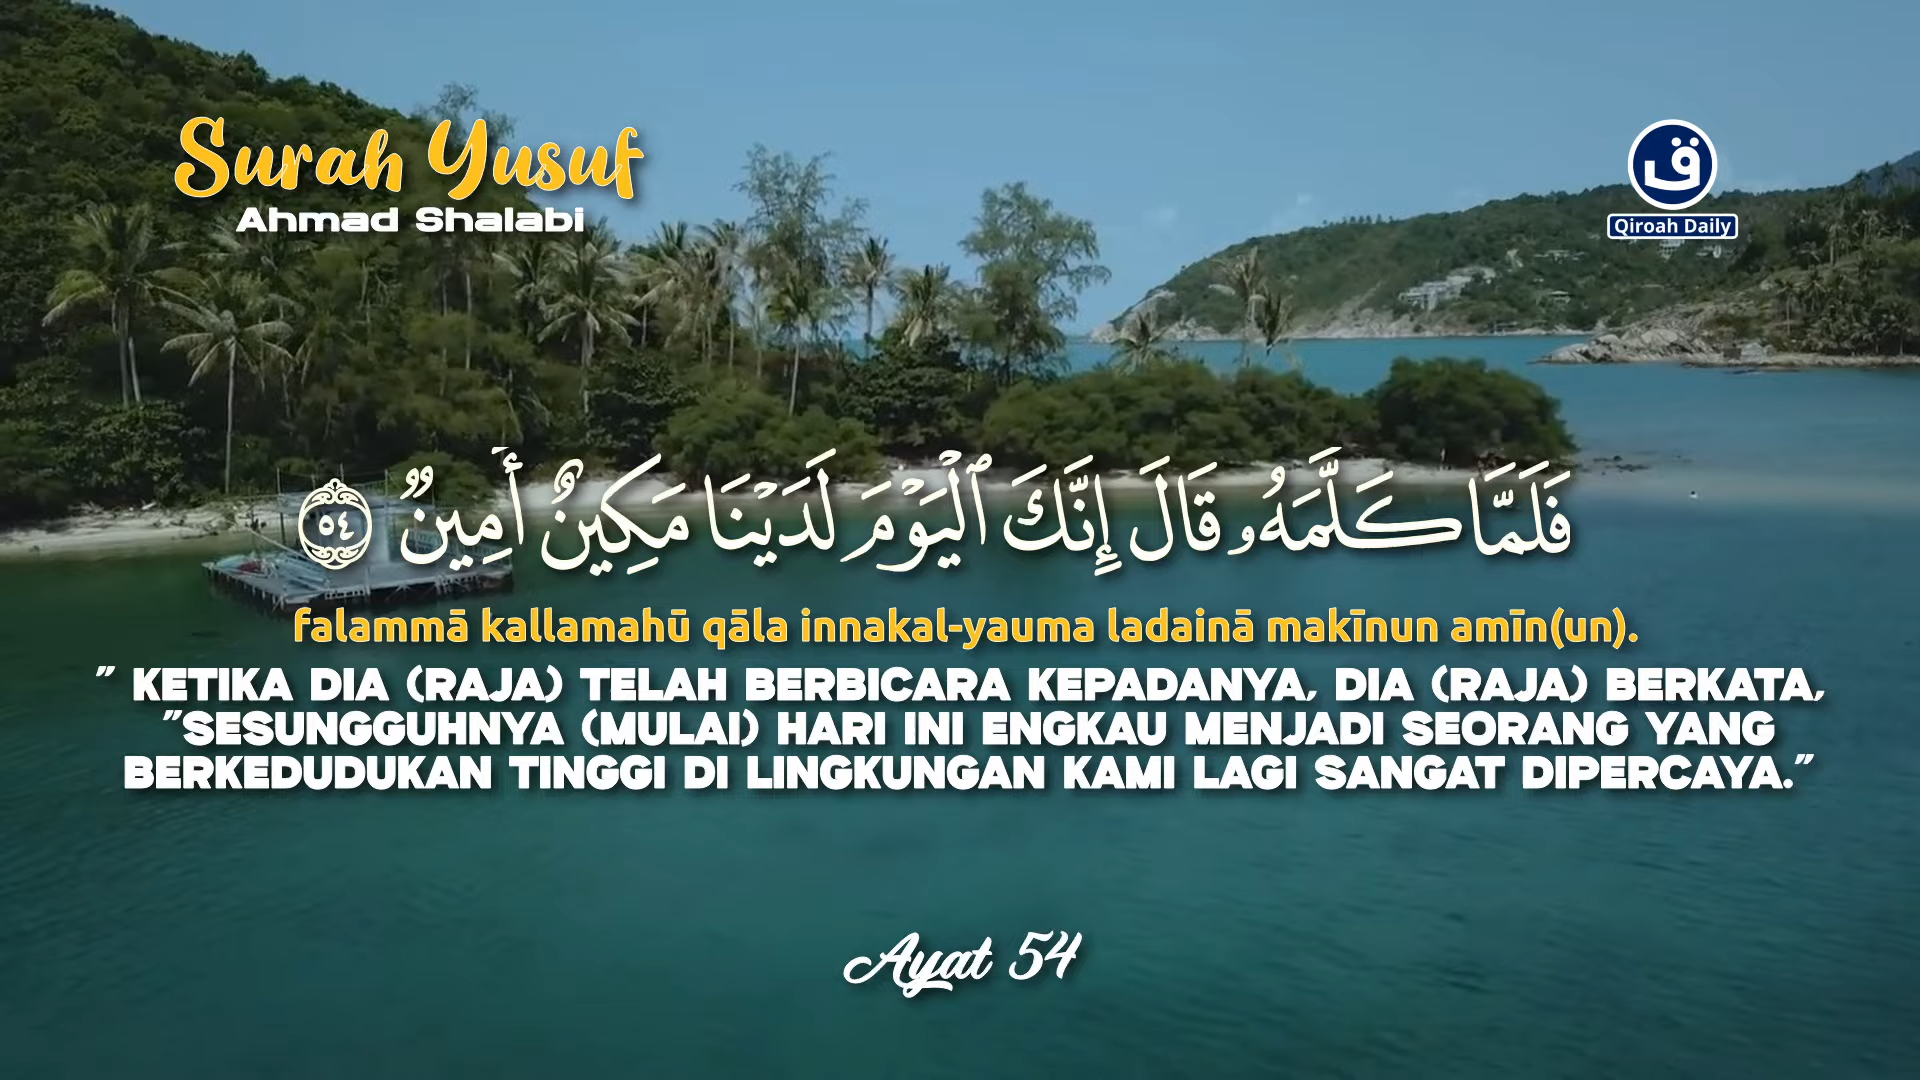 Surah Yusuf
Ahmad Shalabi
ق
Qiroah Daily
فَلَمَّا كَلَّمَهُۥ قَالَ إِنَّكَ ٱلْيَوْمَ لَدَيْنَا مَكِينٌ أَمِينٌ ٥٤
falammā kallamahū qāla innakal-yauma ladainā makīnun amīn(un).
" KETIKA DIA (RAJA) TELAH BERBICARA KEPADANYA, DIA (RAJA) BERKATA,
"SESUNGGUHNYA (MULAI) HARI INI ENGKAU MENJADI SEORANG YANG
BERKEDUDUKAN TINGGI DI LINGKUNGAN KAMI LAGI SANGAT DIPERCAYA."
Ayat 54